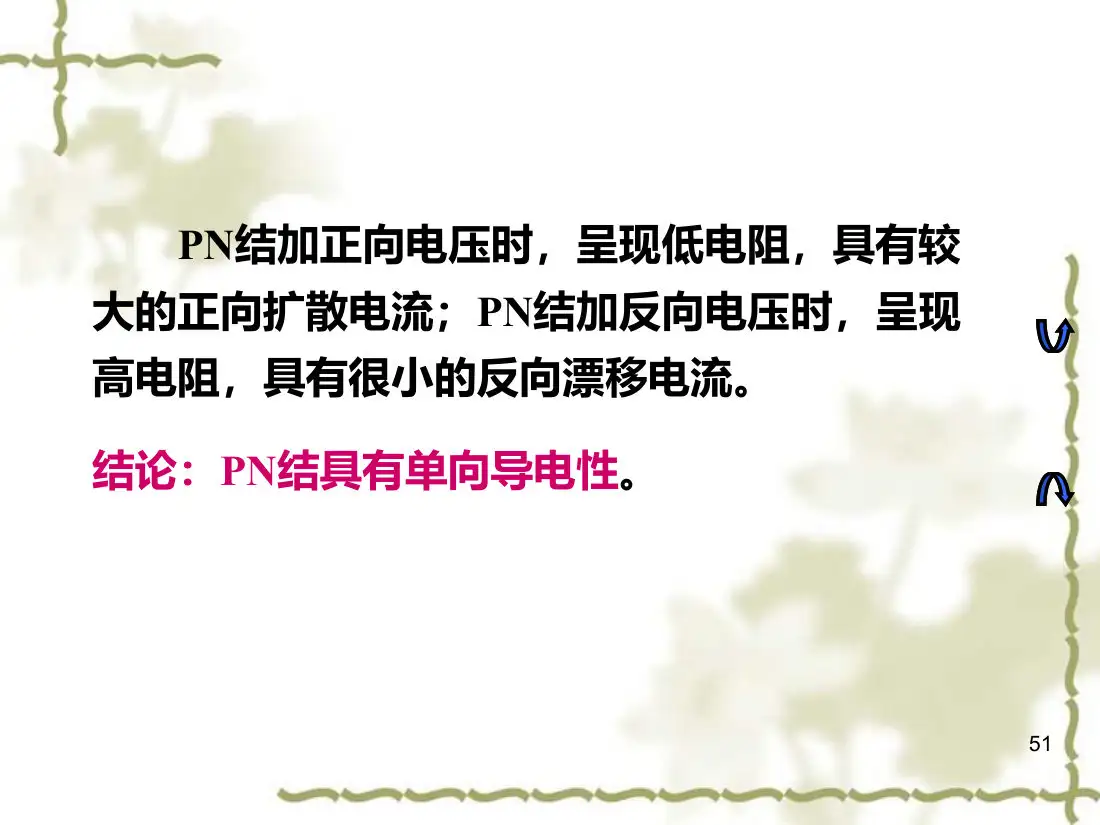 PN结加正向电压时，呈现低电阻，具有较
大的正向扩散电流；PN结加反向电压时，呈现
高电阻，具有很小的反向漂移电流。
结论：PN结具有单向导电性。
51